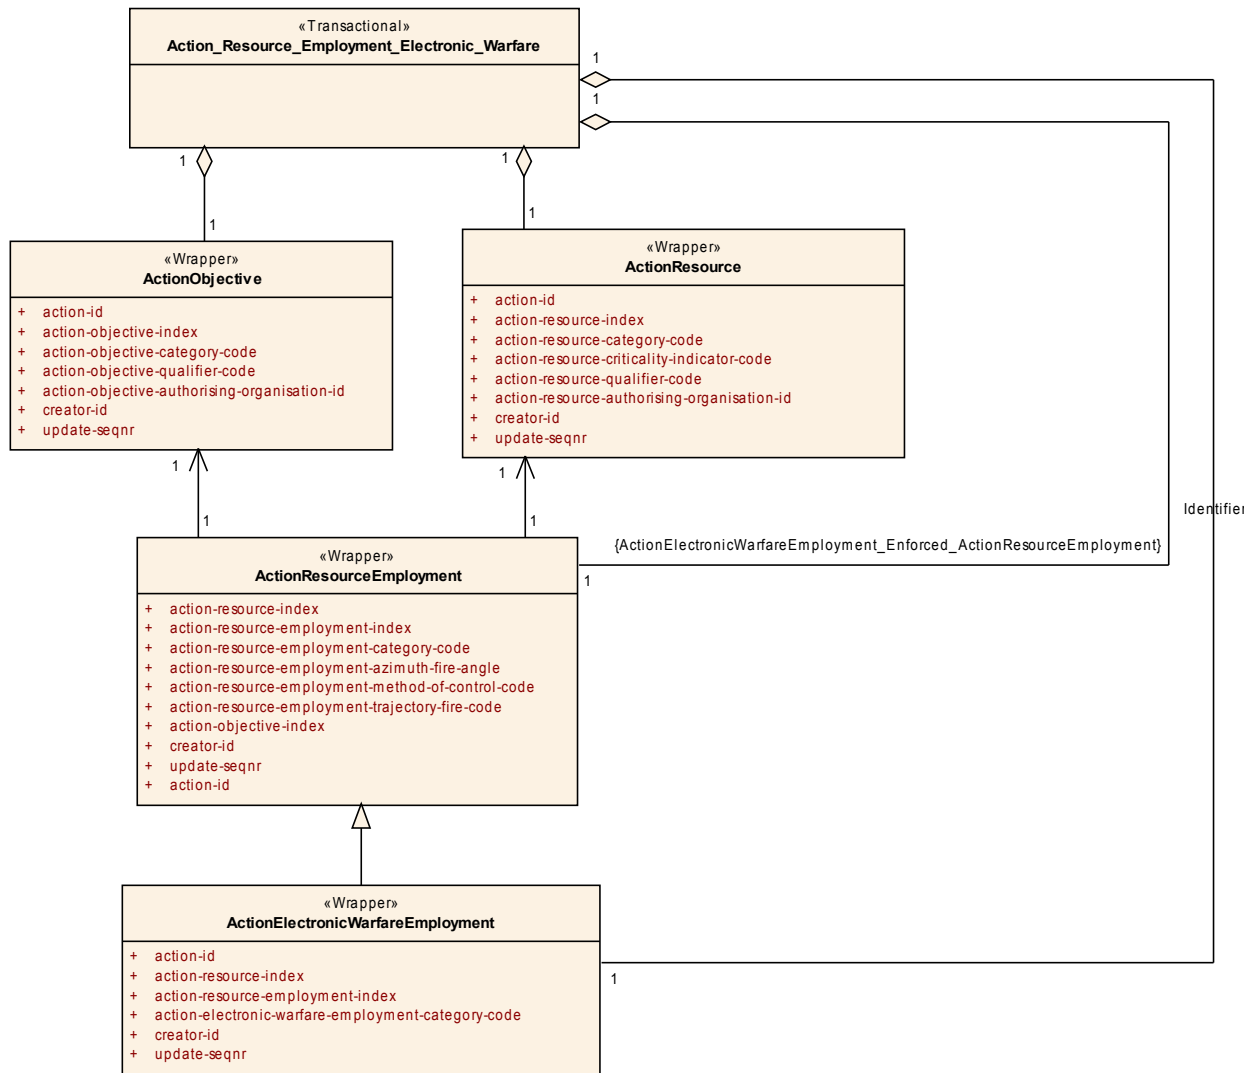 «Transactional»
Action_Resource_Employment_Electronic_Warfare
1
1
1
1
1
1
«Wrapper»
ActionObjective
+ action-id
+ action-objective-index
+ action-objective-category-code
+ action-objective-qualifier-code
+ action-objective-authorising-organisation-id
+ creator-id
+ update-seqnr
«Wrapper»
ActionResource
+ action-id
+ action-resource-index
+ action-resource-category-code
+ action-resource-criticality-indicator-code
+ action-resource-qualifier-code
+ action-resource-authorising-organisation-id
+ creator-id
+ update-seqnr
1
1
1
1
Identifier
{ActionElectronicWarfareEmployment_Enforced_ActionResourceEmployment}
1
«Wrapper»
ActionResourceEmployment
+ action-resource-index
+ action-resource-employment-index
+ action-resource-employment-category-code
+ action-resource-employment-azimuth-fire-angle
+ action-resource-employment-method-of-control-code
+ action-resource-employment-trajectory-fire-code
+ action-objective-index
+ creator-id
+ update-seqnr
+ action-id
«Wrapper»
ActionElectronicWarfareEmployment
+ action-id
+ action-resource-index
+ action-resource-employment-index
+ action-electronic-warfare-employment-category-code
+ creator-id
+ update-seqnr
1